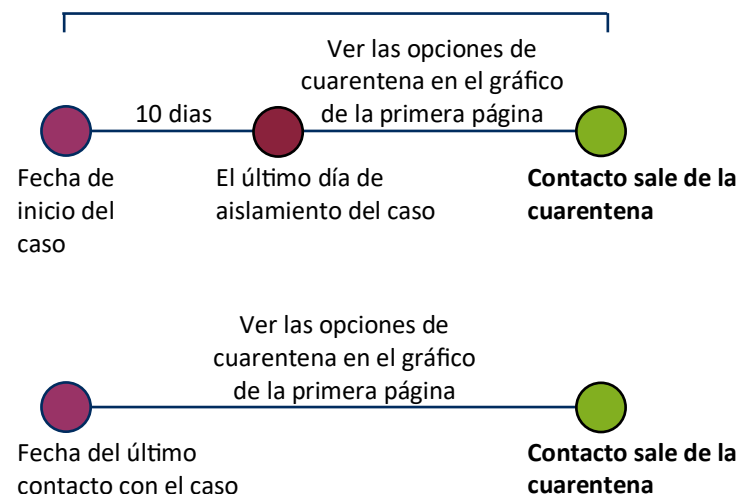 Ver las opciones de
cuarentena en el gráfico
10 dias
de la primera página
Fecha de
inicio del
caso
El último día de
aislamiento del caso
Contacto sale de la
cuarentena
Ver las opciones de
cuarentena en el gráfico
de la primera página
Fecha del último
contacto con el caso
Contacto sale de la
cuarentena